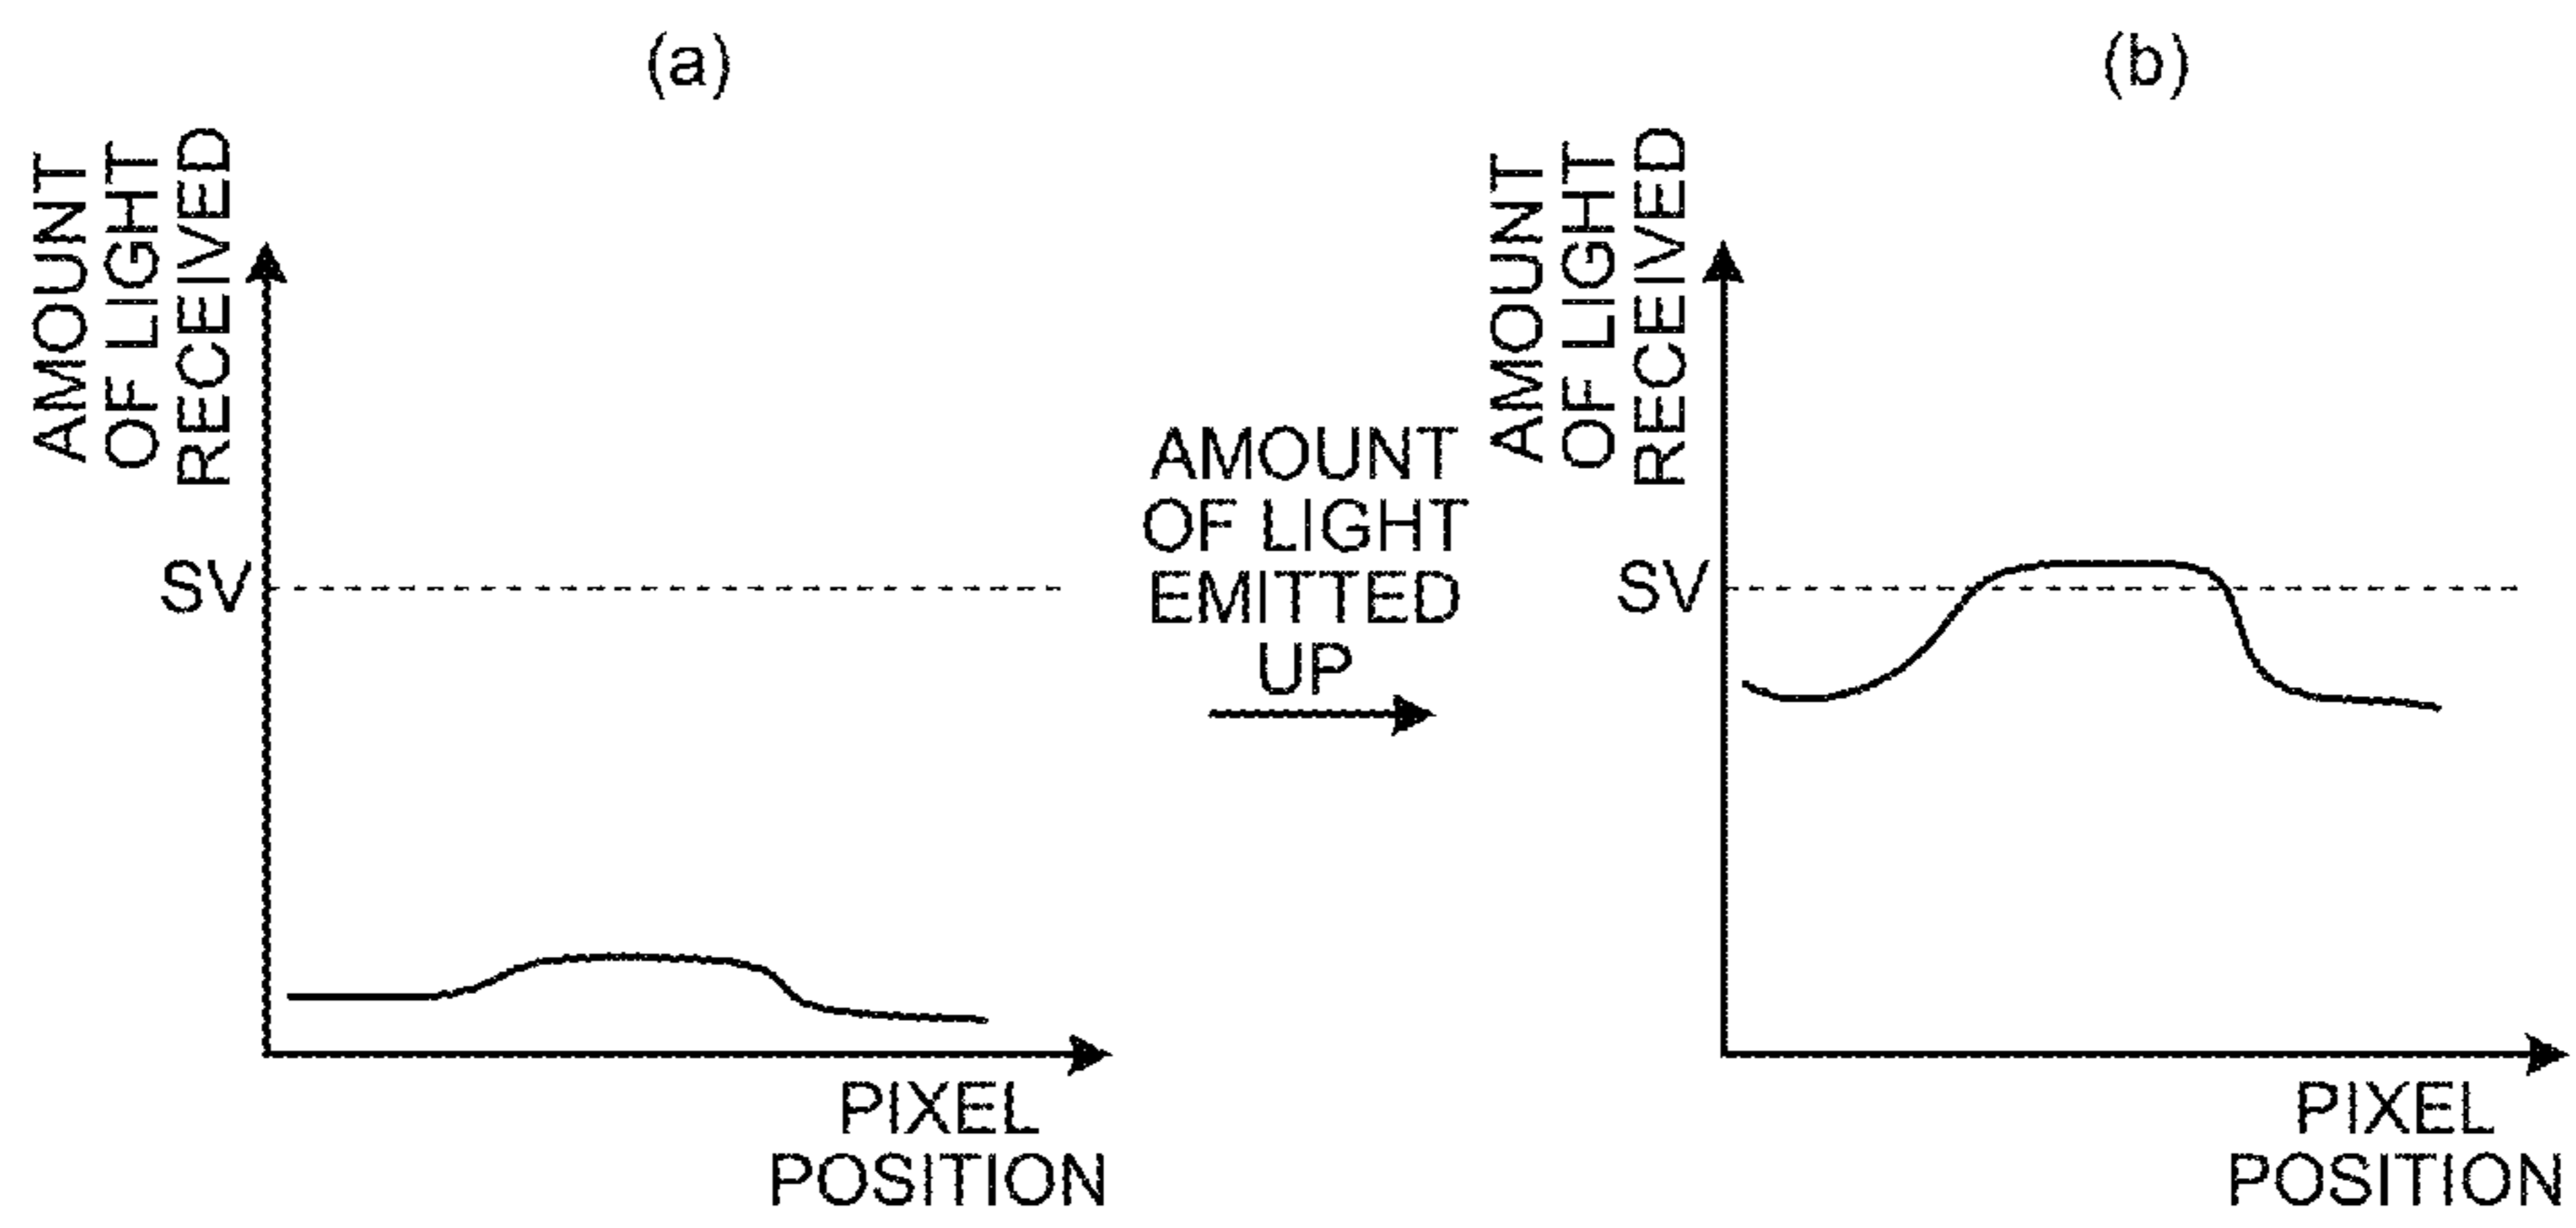 (a)
AMOUNT
OF LIGHT
RECEIVED
SV
PIXEL
POSITION
AMOUNT
OF LIGHT
EMITTED
UP
(b)
AMOUNT
OF LIGHT
RECEIVED
SV
PIXEL
POSITION